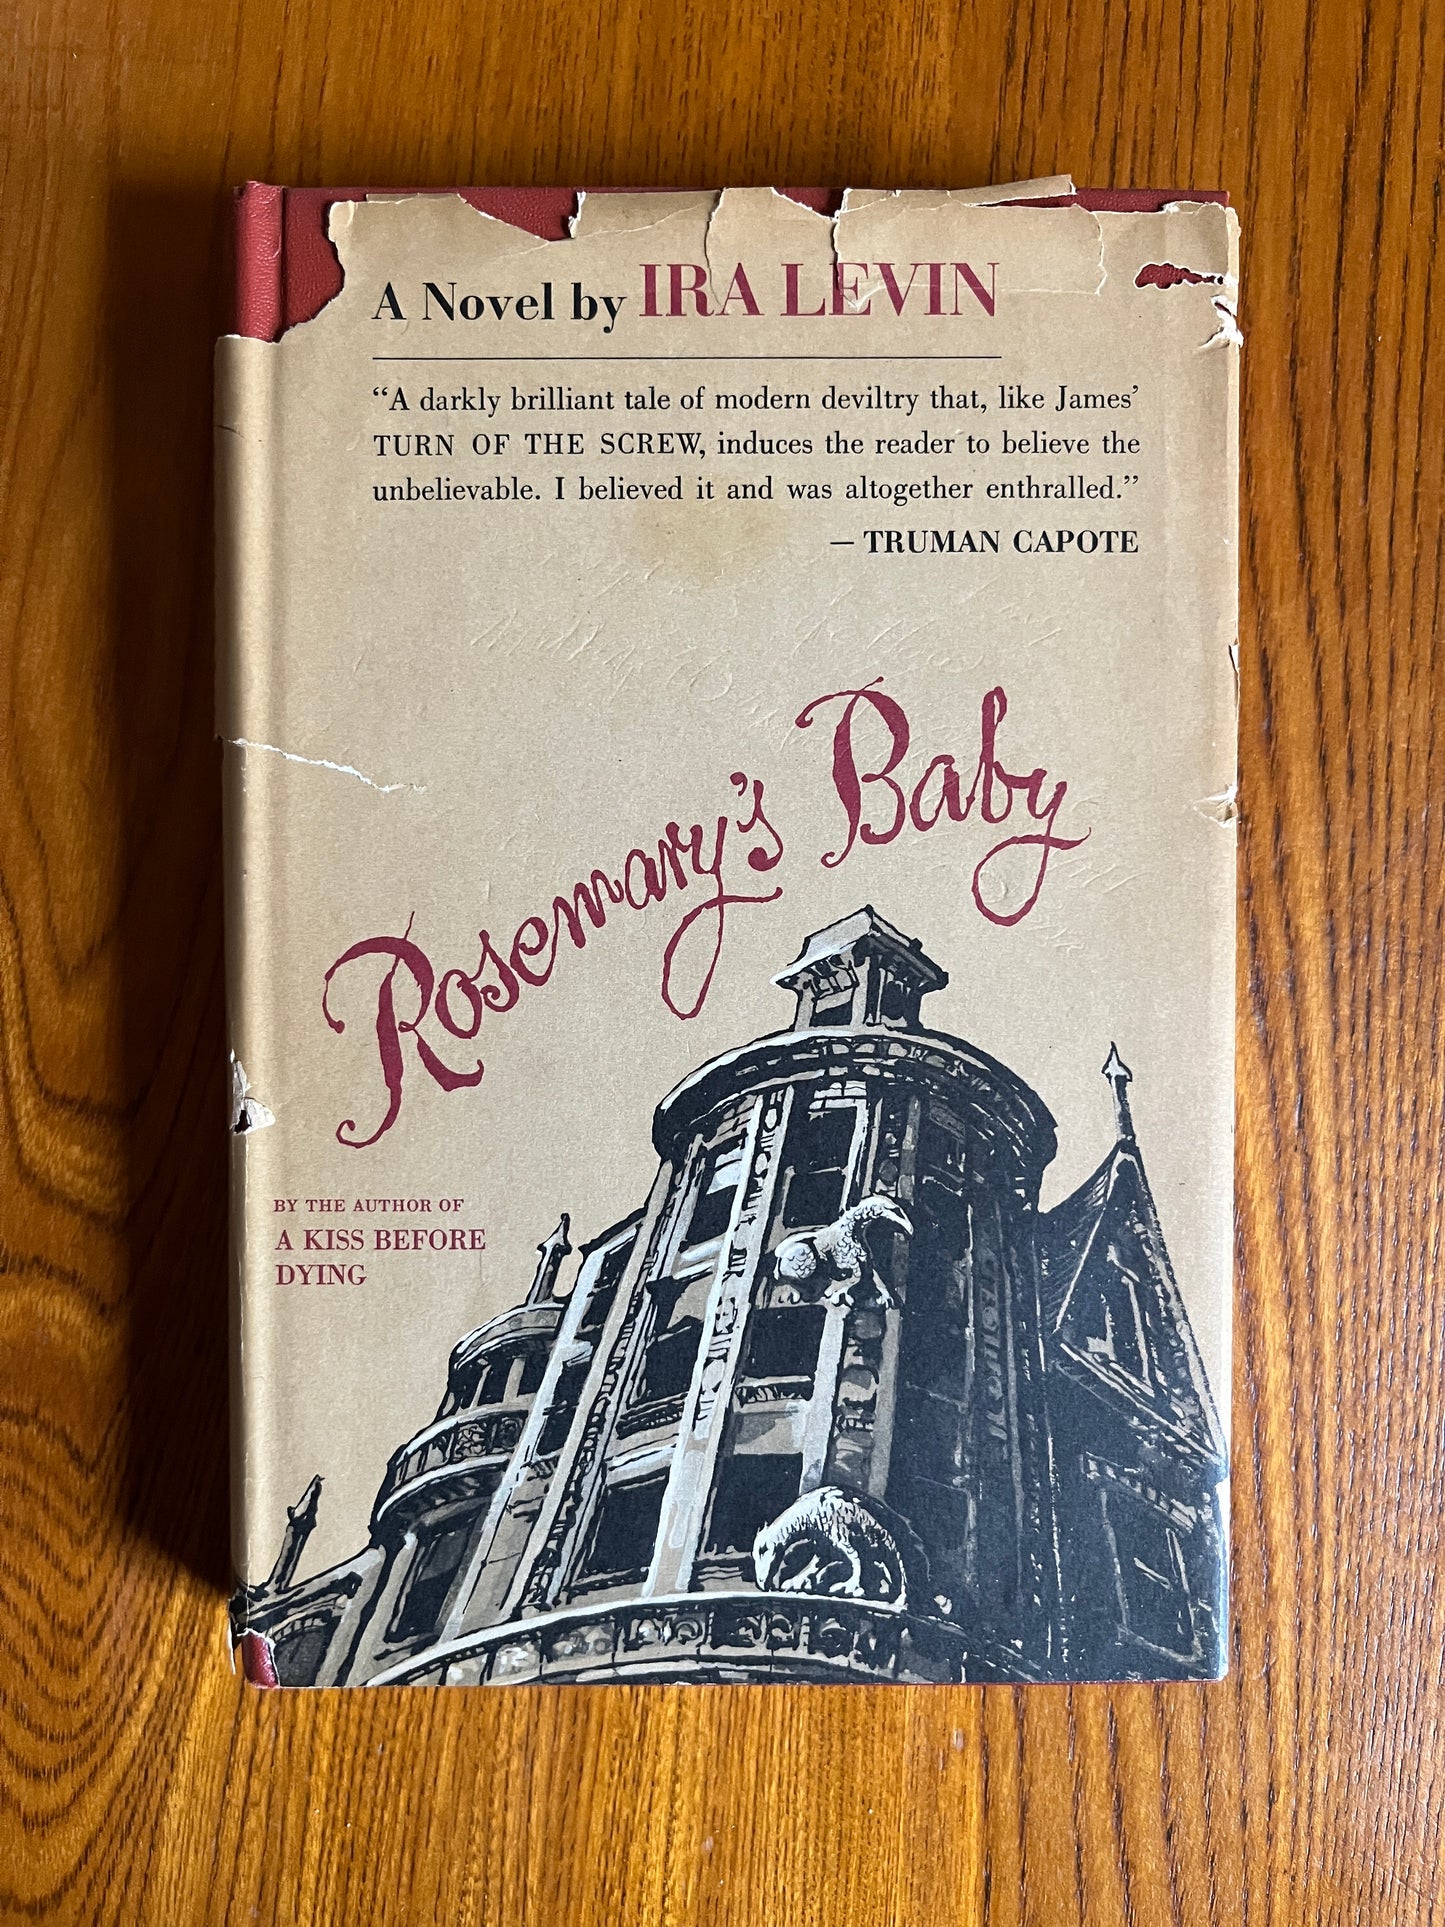 A Novel by IRA LEVIN
“A darkly brilliant tale of modern deviltry that, like James’
TURN OF THE SCREW, induces the reader to believe the
unbelievable. I believed it and was altogether enthralled.”
— TRUMAN CAPOTE
Rosemary’s Baby
BY THE AUTHOR OF
A KISS BEFORE
DYING